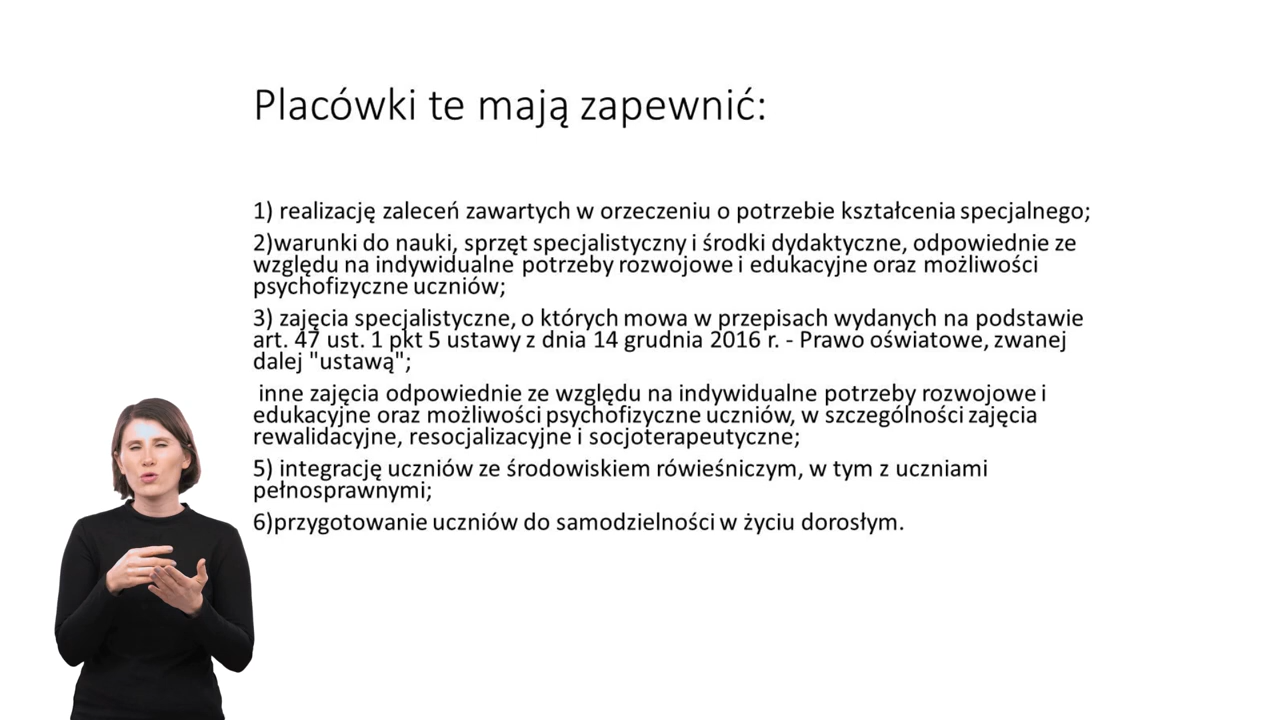 Placówki te mają zapewnić:
1) realizację zaleceń zawartych w orzeczeniu o potrzebie kształcenia specjalnego;
2)warunki do nauki, sprzęt specjalistyczny i środki dydaktyczne, odpowiednie ze
względu na indywidualne potrzeby rozwojowe i edukacyjne oraz możliwości
psychofizyczne uczniów;
3) zajęcia specjalistyczne, o których mowa w przepisach wydanych na podstawie
art. 47 ust. 1 pkt 5 ustawy z dnia 14 grudnia 2016 r. - Prawo oświatowe, zwanej
dalej "ustawą";
inne zajęcia odpowiednie ze względu na indywidualne potrzeby rozwojowe i
edukacyjne oraz możliwości psychofizyczne uczniów, w szczególności zajęcia
rewalidacyjne, resocjalizacyjne i socjoterapeutyczne;
5) integrację uczniów ze środowiskiem rówieśniczym, w tym z uczniami
pełnosprawnymi;
6)przygotowanie uczniów do samodzielności w życiu dorosłym.